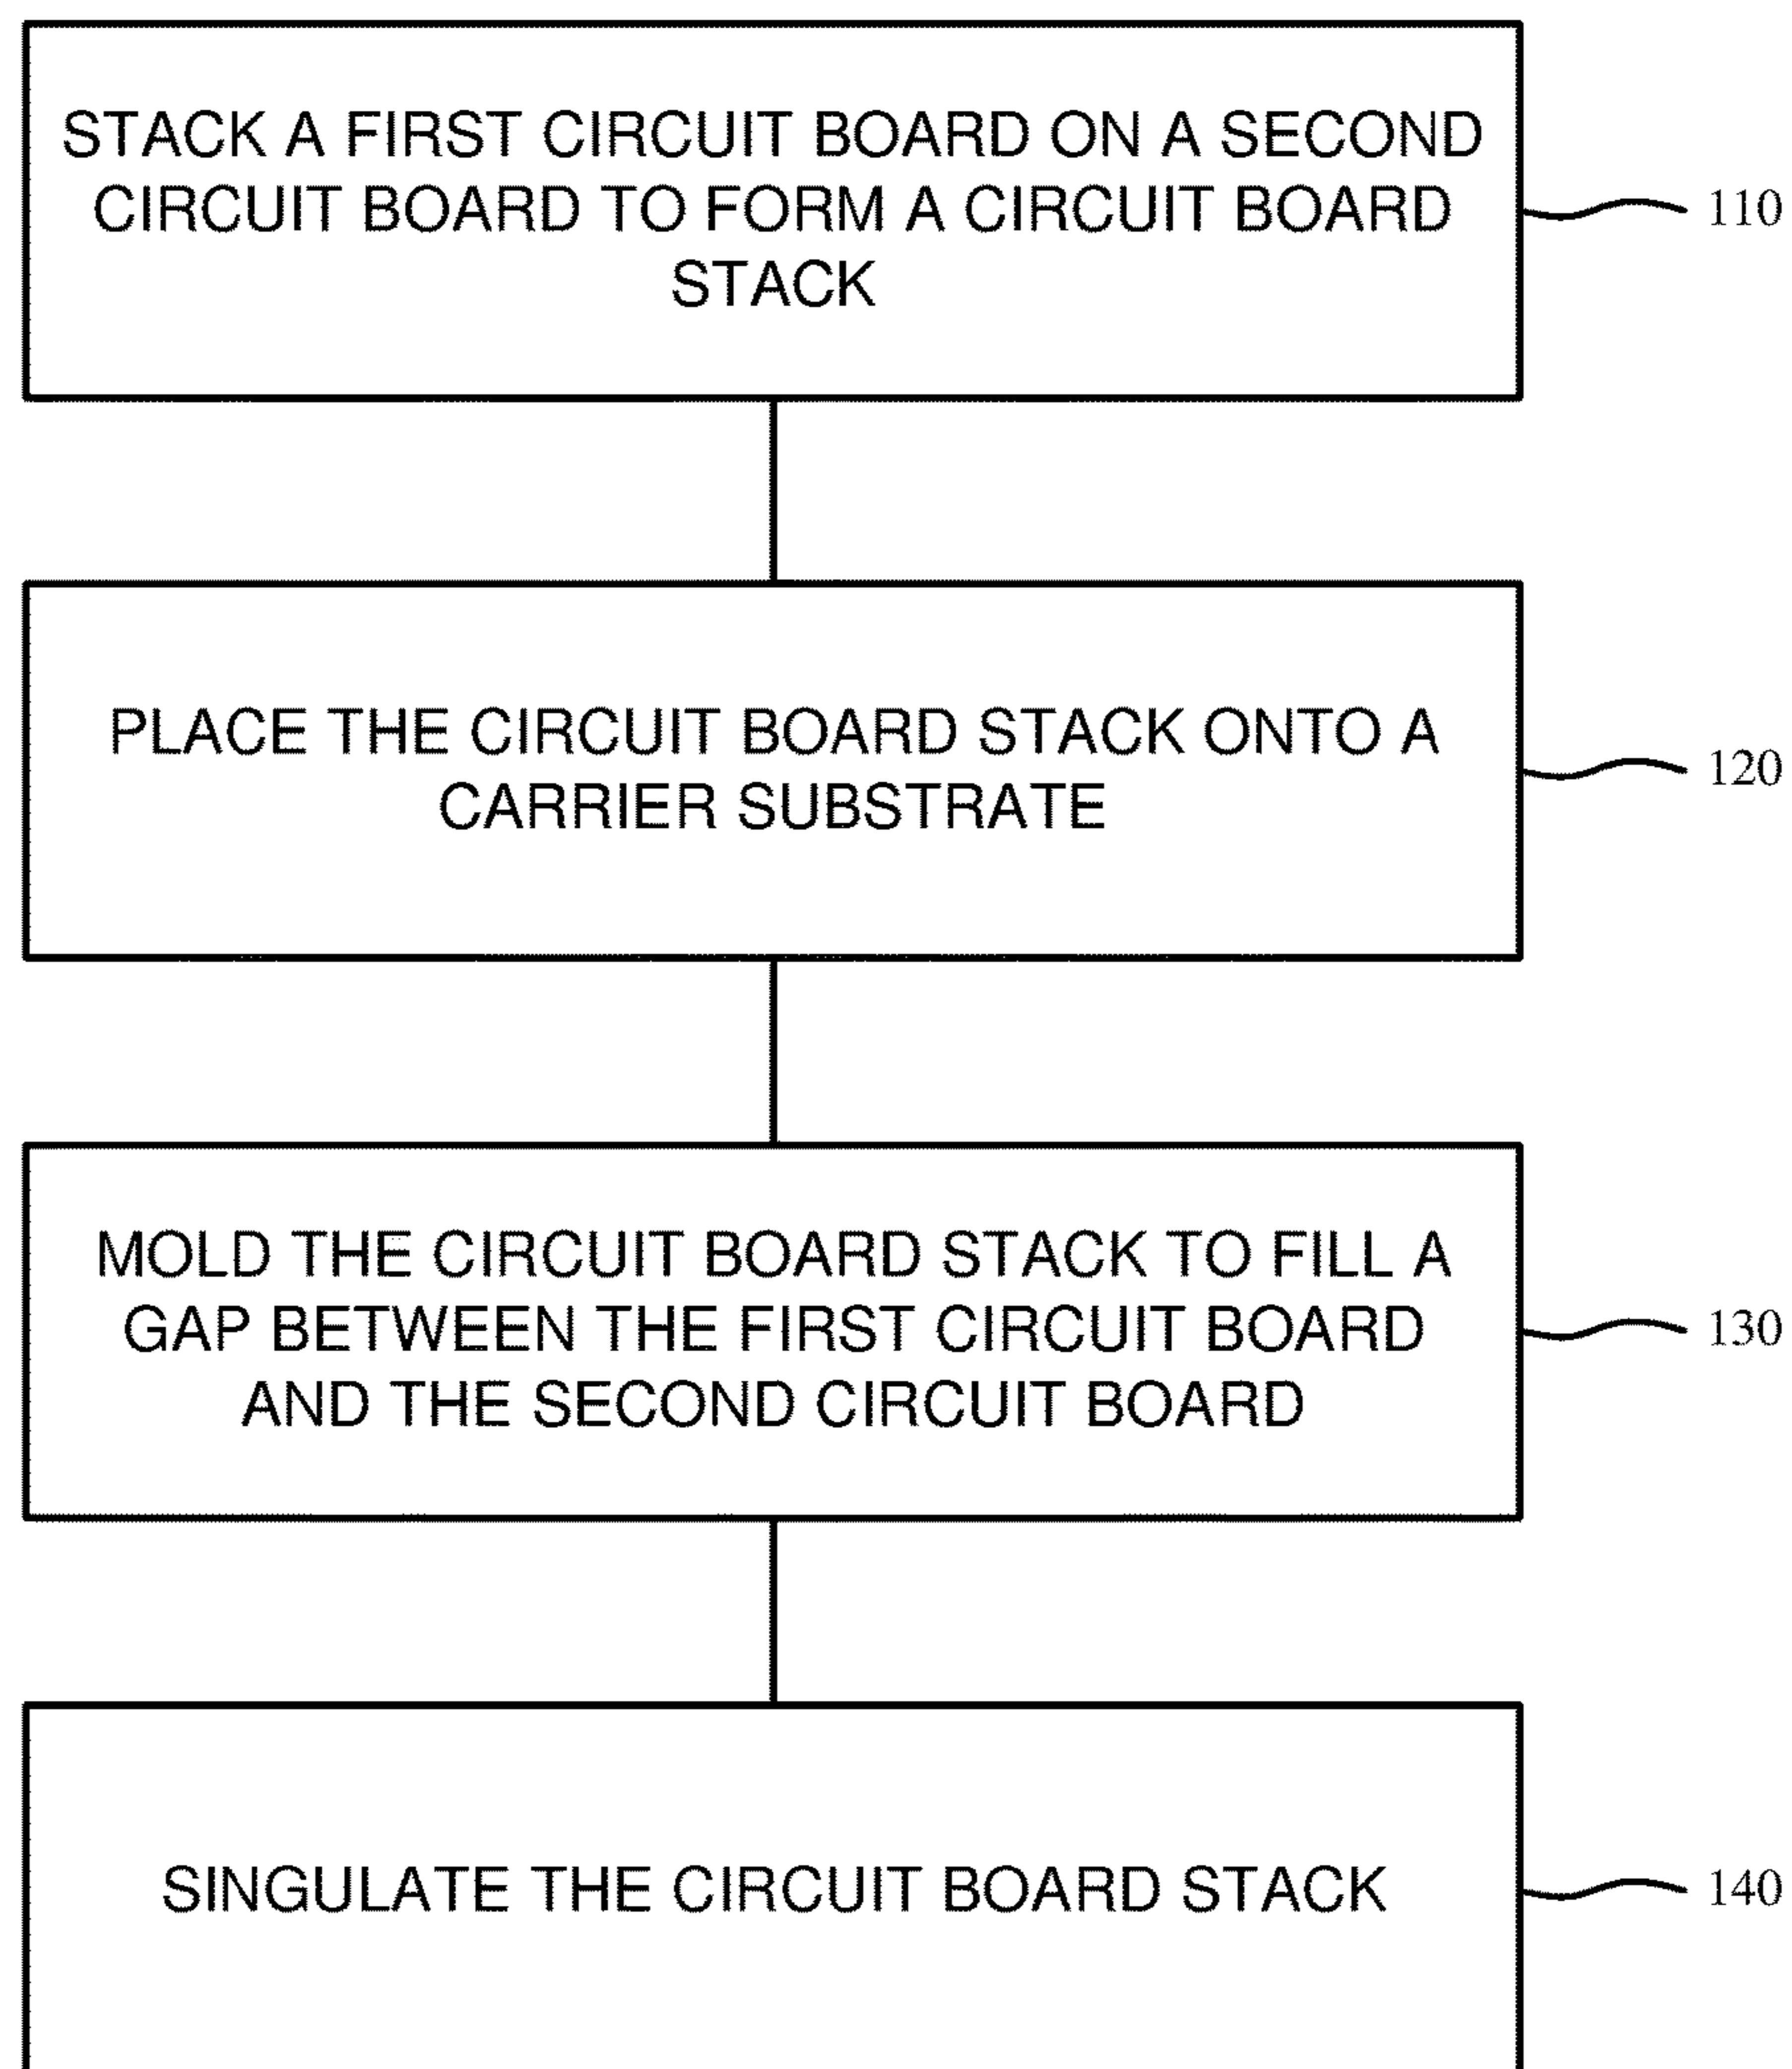 STACK A FIRST CIRCUIT BOARD ON A SECOND
CIRCUIT BOARD TO FORM A CIRCUIT BOARD
STACK
110
PLACE THE CIRCUIT BOARD STACK ONTO A
CARRIER SUBSTRATE
120
MOLD THE CIRCUIT BOARD STACK TO FILL A
GAP BETWEEN THE FIRST CIRCUIT BOARD
AND THE SECOND CIRCUIT BOARD
130
SINGULATE THE CIRCUIT BOARD STACK
140